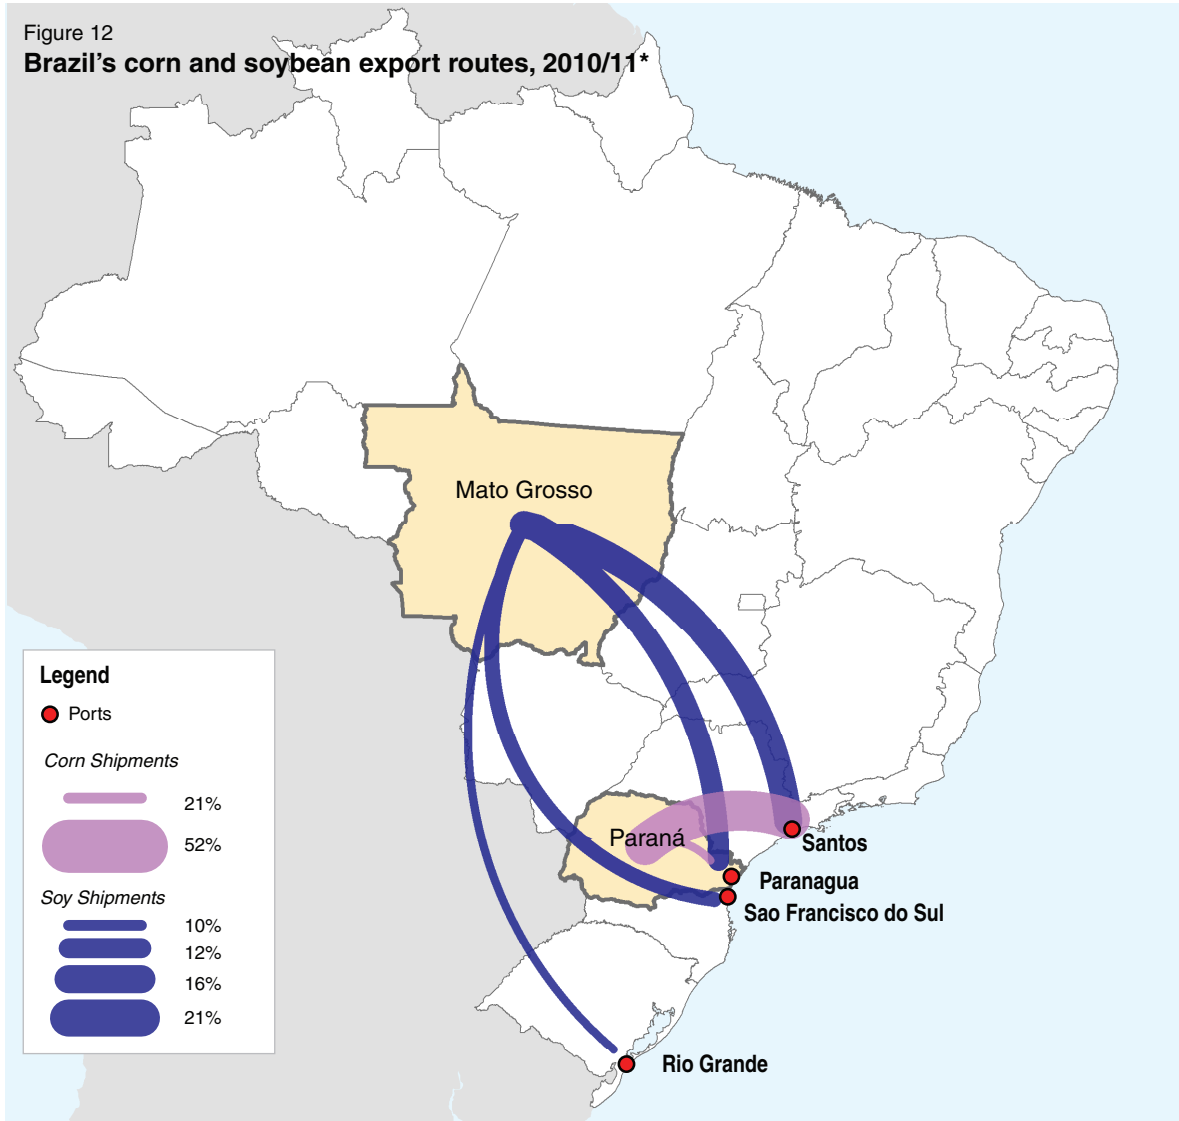 Figure 12
Brazil's corn and soybean export routes, 2010/11*
Mato Grosso
Paraná
Santos
Paranagua
Sao Francisco do Sul
Rio Grande
Legend
Ports
Corn Shipments
21%
52%
Soy Shipments
10%
12%
16%
21%